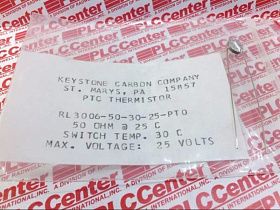 KEYSTONE CARBON COMPANY
ST. MARYS, PA 15857
PTC THERMISTOR
RL3006-50-30-25-PTO
50 OHM @ 25 C
SWITCH TEMP. 30 C
MAX. VOLTAGE: 25 VOLTS
PLCCenter